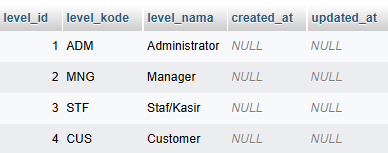 level_id level_kode level_nama created_at updated_at
1 ADM Administrator NULL NULL
2 MNG Manager NULL NULL
3 STF Staf/Kasir NULL NULL
4 CUS Customer NULL NULL